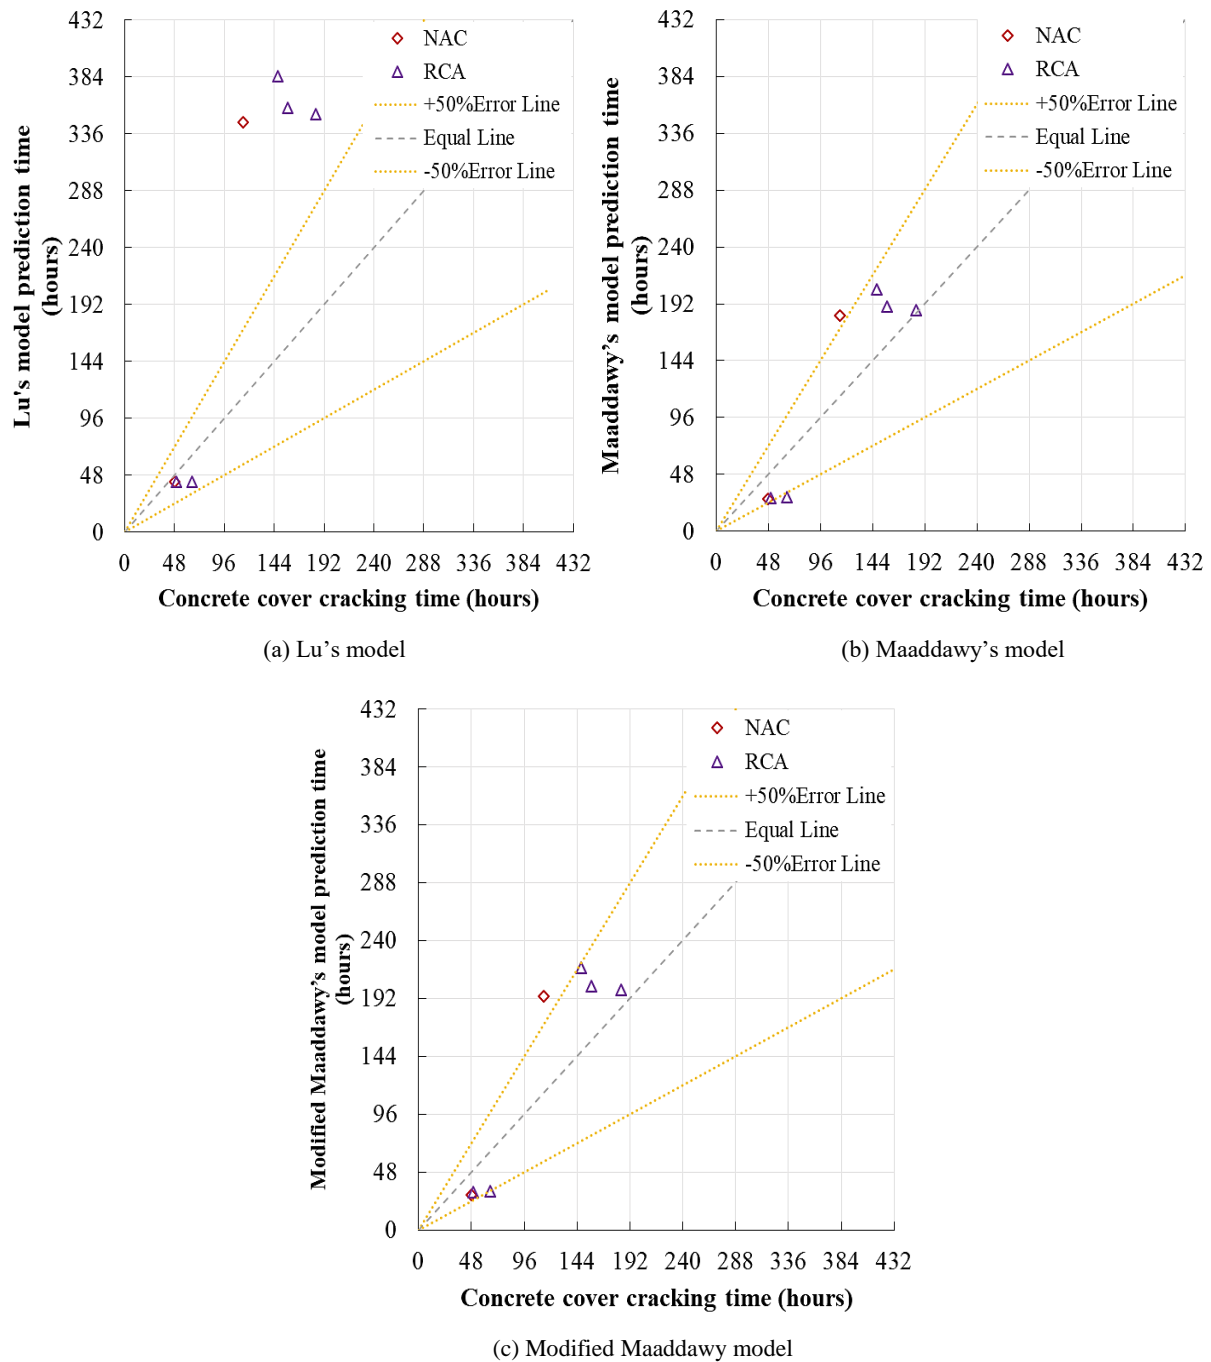 432
384
336
288
240
192
144
96
48
0
Lu's model prediction time
(hours)
NAC
RCA
+50%Error Line
Equal Line
-50%Error Line
0 48 96 144 192 240 288 336 384 432
Concrete cover cracking time (hours)
(a) Lu’s model
432
384
336
288
240
192
144
96
48
0
Maaddawy’s model prediction time
(hours)
NAC
RCA
+50%Error Line
Equal Line
-50%Error Line
0 48 96 144 192 240 288 336 384 432
Concrete cover cracking time (hours)
(b) Maaddawy’s model
432
384
336
288
240
192
144
96
48
0
Modified Maaddawy’s model prediction time
(hours)
NAC
RCA
+50%Error Line
Equal Line
-50%Error Line
0 48 96 144 192 240 288 336 384 432
Concrete cover cracking time (hours)
(c) Modified Maaddawy model